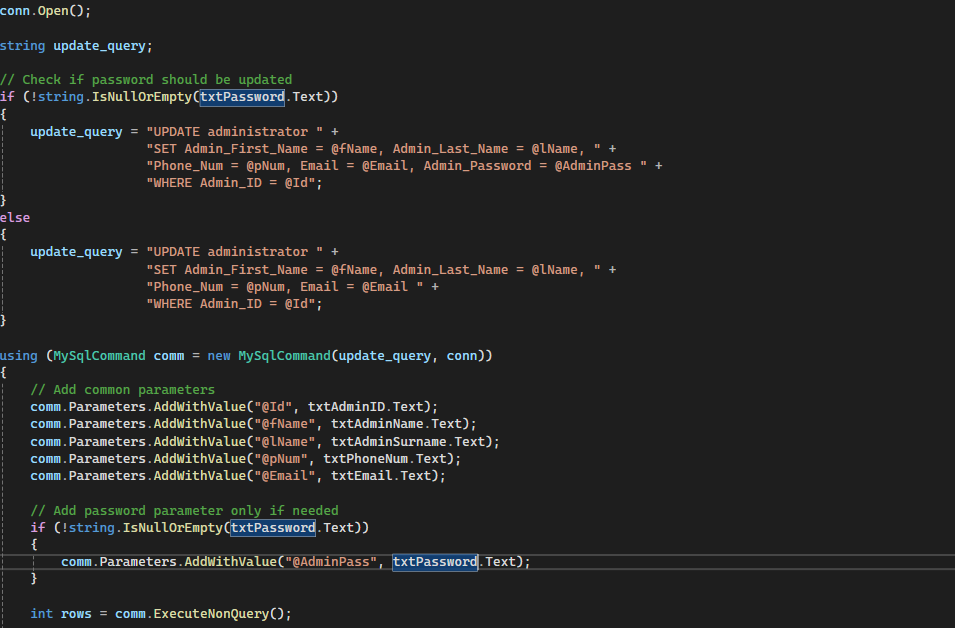 conn.Open();
string update_query;
// Check if password should be updated
if (!string.IsNullOrEmpty(txtPassword.Text))
{
update_query = "UPDATE administrator " +
"SET Admin_First_Name = @fName, Admin_Last_Name = @lName, " +
"Phone_Num = @pNum, Email = @Email, Admin_Password = @AdminPass " +
"WHERE Admin_ID = @Id";
}
else
{
update_query = "UPDATE administrator " +
"SET Admin_First_Name = @fName, Admin_Last_Name = @lName, " +
"Phone_Num = @pNum, Email = @Email " +
"WHERE Admin_ID = @Id";
}
using (MySqlCommand comm = new MySqlCommand(update_query, conn))
{
// Add common parameters
comm.Parameters.AddWithValue("@Id", txtAdminID.Text);
comm.Parameters.AddWithValue("@fName", txtAdminName.Text);
comm.Parameters.AddWithValue("@lName", txtAdminSurname.Text);
comm.Parameters.AddWithValue("@pNum", txtPhoneNum.Text);
comm.Parameters.AddWithValue("@Email", txtEmail.Text);
// Add password parameter only if needed
if (!string.IsNullOrEmpty(txtPassword.Text))
{
comm.Parameters.AddWithValue("@AdminPass", txtPassword.Text);
}
int rows = comm.ExecuteNonQuery();